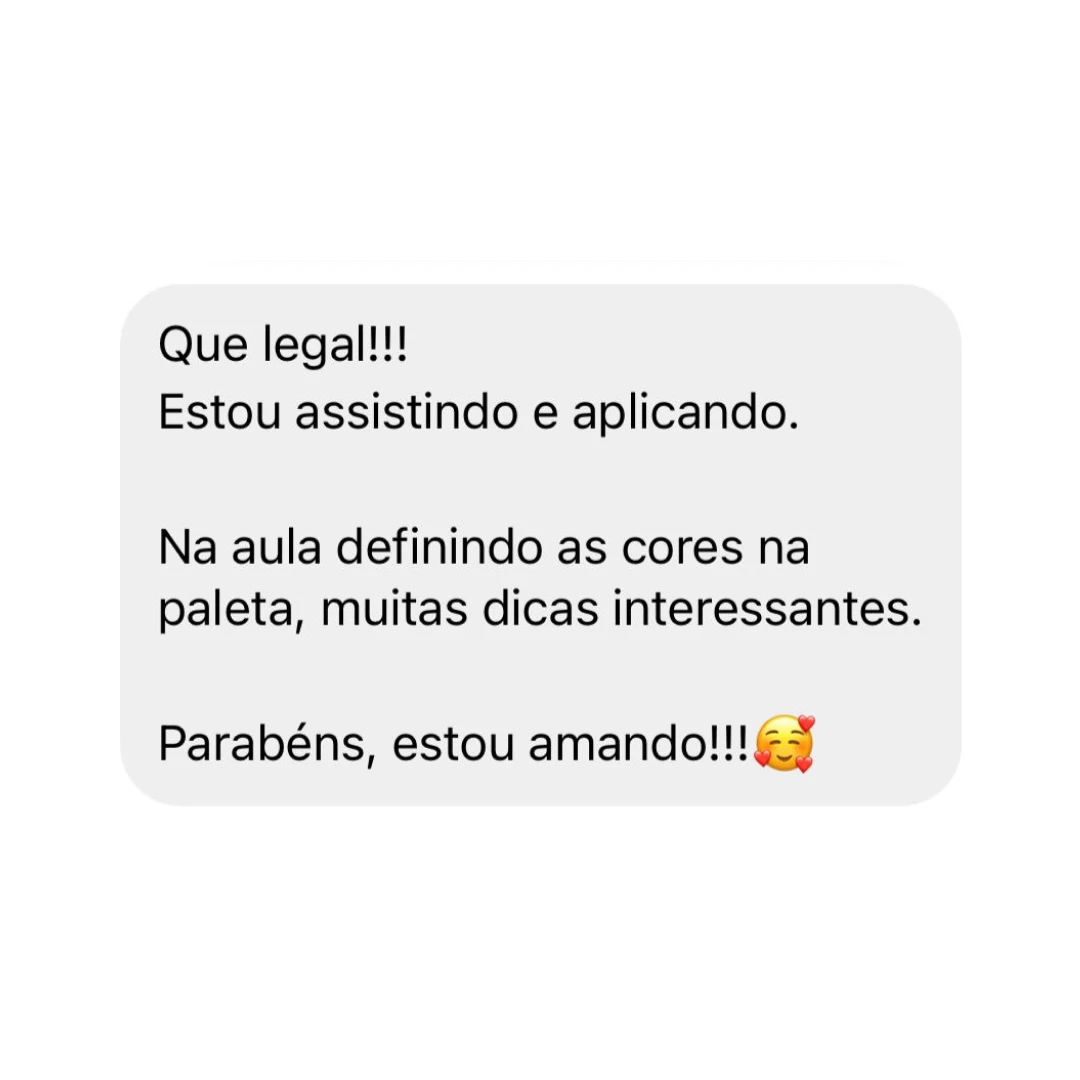 Que legal!!!
Estou assistindo e aplicando.
Na aula definindo as cores na
paleta, muitas dicas interessantes.
Parabéns, estou amando!!!🥰